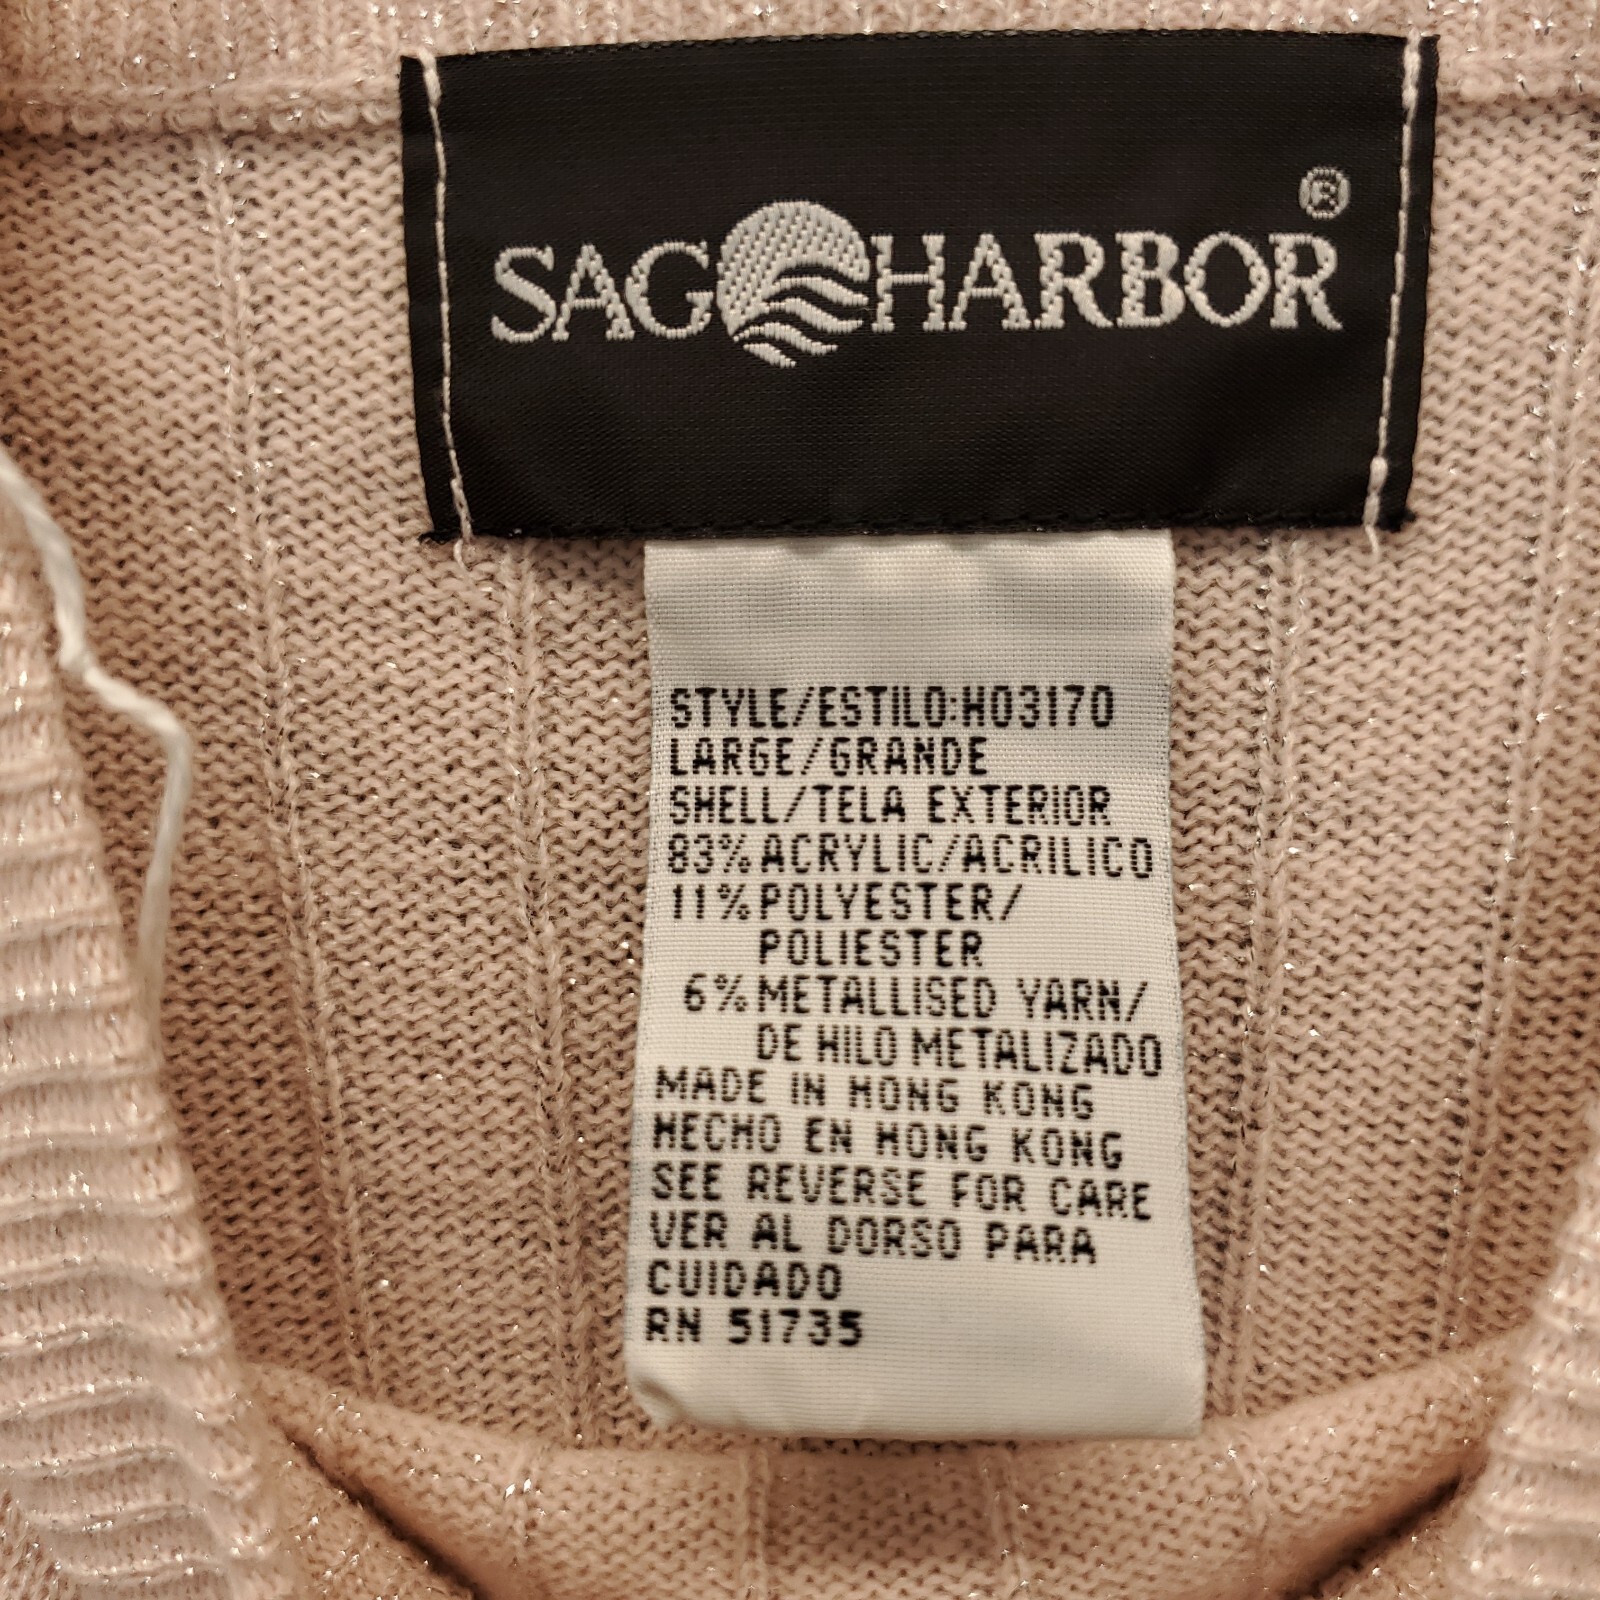 SAG HARBOR®
STYLE/ESTILO:H03170
LARGE/GRANDE
SHELL/TELA EXTERIOR
83% ACRYLIC/ACRILICO
11% POLYESTER/
POLIESTER
6% METALLISED YARN/
DE HILO METALIZADO
MADE IN HONG KONG
HECHO EN HONG KONG
SEE REVERSE FOR CARE
VER AL DORSO PARA
CUIDADO
RN 51735